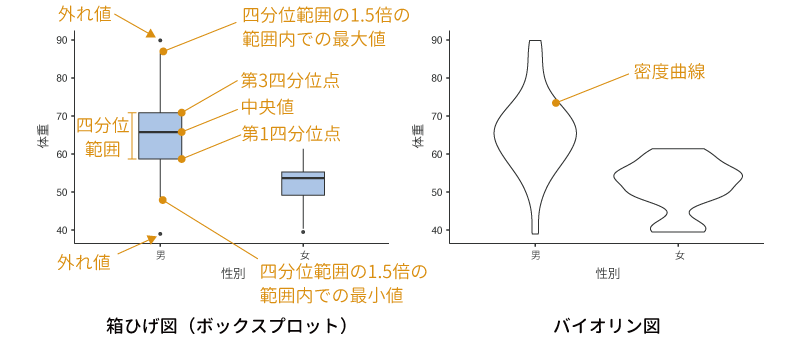 外れ値
四分位範囲の1.5倍の
範囲内での最大値
90
80
70
60
50
40
体重
第3四分位点
中央値
第1四分位点
四分位
範囲
外れ値
四分位範囲の1.5倍の
範囲内での最小値
男
女
性別
箱ひげ図（ボックスプロット）
90
80
70
60
50
40
体重
密度曲線
男
女
性別
バイオリン図